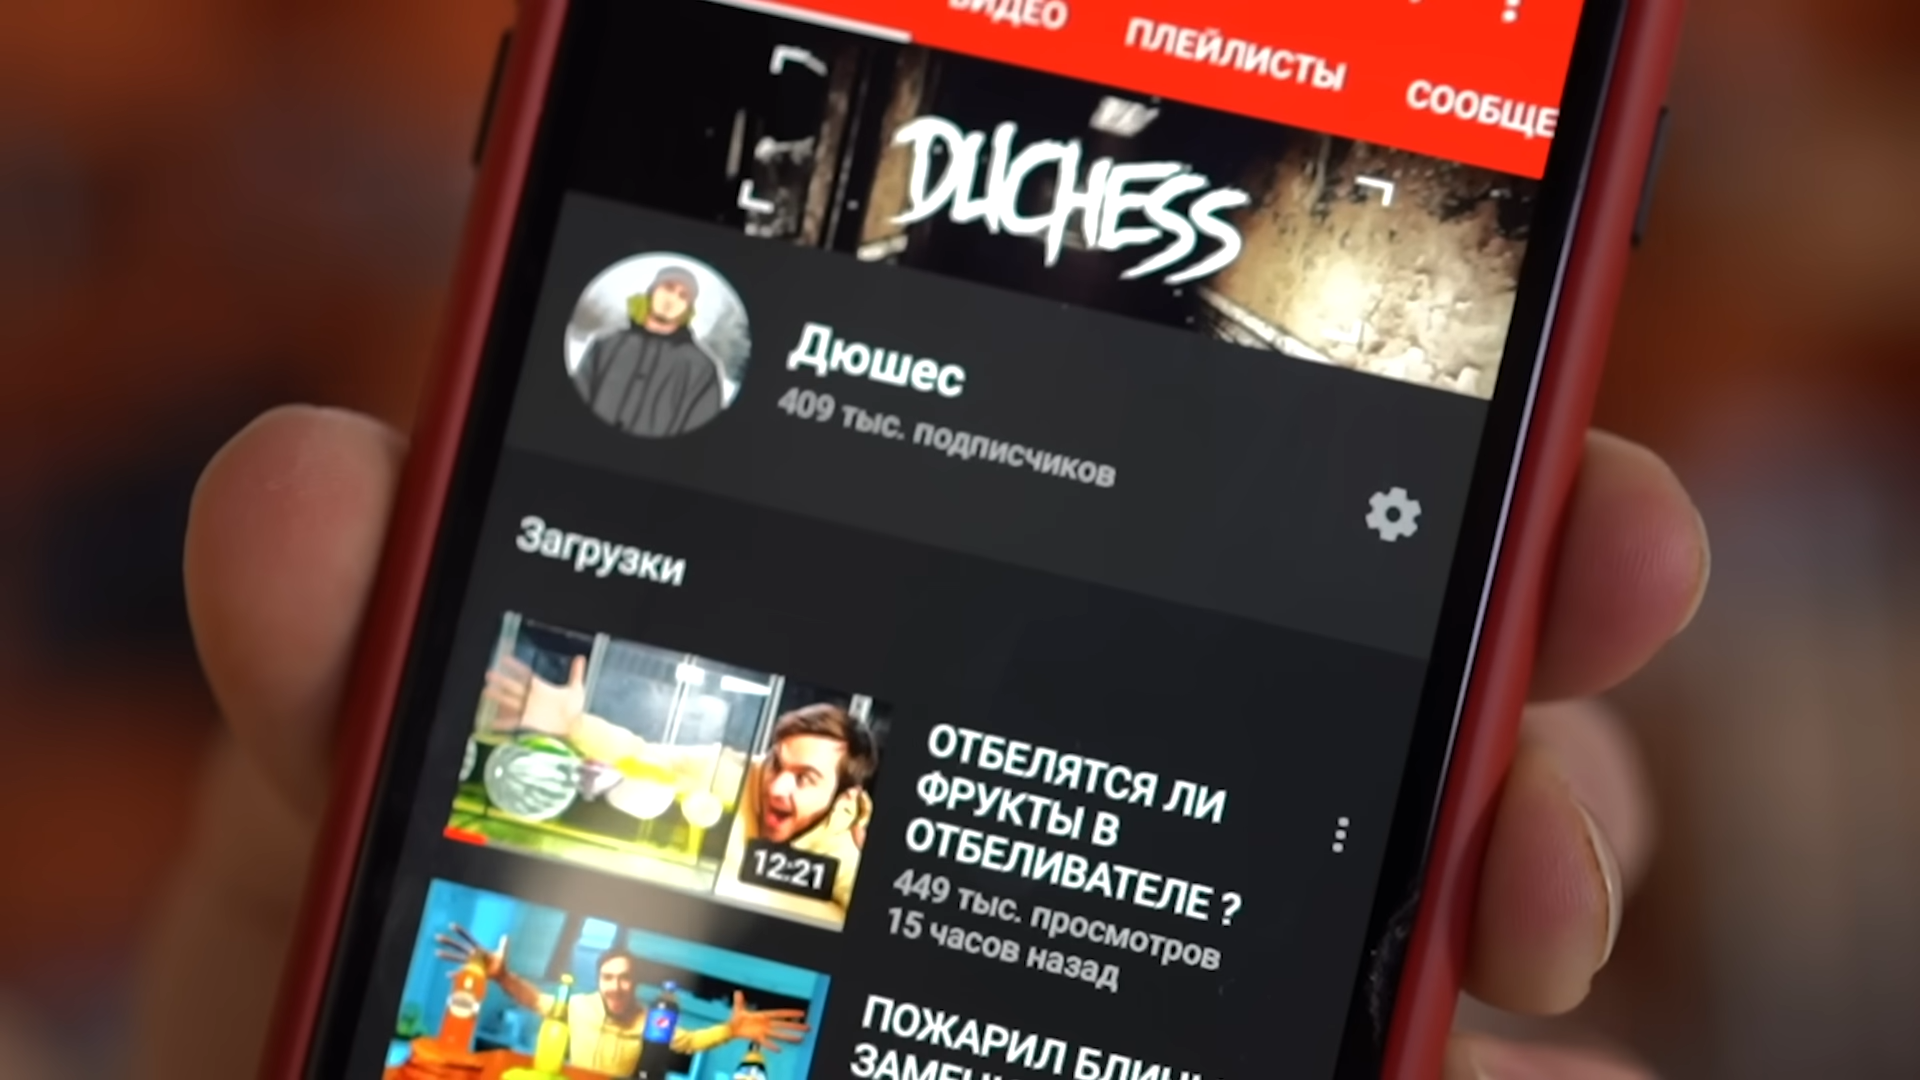 ВИДЕО ПЛЕЙЛИСТЫ СООБЩЕ
DUCHESS
Дюшес
409 тыс. подписчиков
Загрузки
ОТБЕЛЯТСЯ ЛИ
ФРУКТЫ В
ОТБЕЛИВАТЕЛЕ ?
449 тыс. просмотров
15 часов назад
12:21
ПОЖАРИЛ